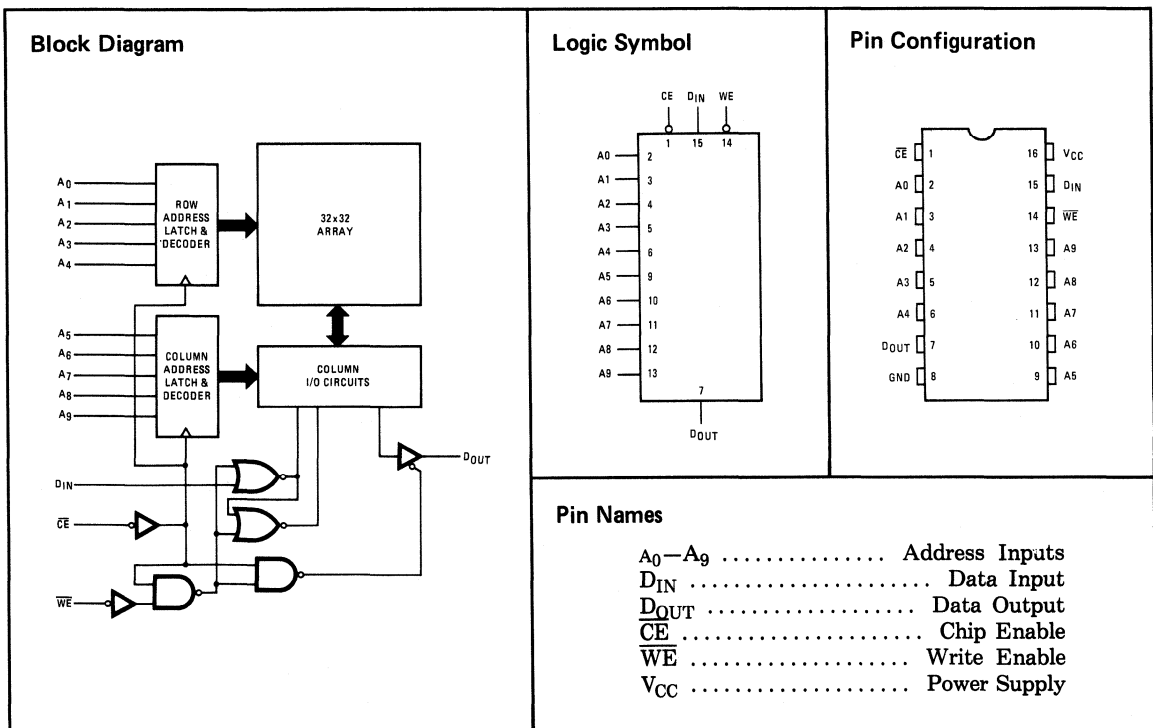 Block Diagram
A0
A1
A2
A3
A4
ROW
ADDRESS
LATCH &
DECODER
32x32
ARRAY
A5
A6
A7
A8
A9
COLUMN
ADDRESS
LATCH &
DECODER
COLUMN
I/O CIRCUITS
DOUT
DIN
CE
WE
Logic Symbol
CE DIN WE
1 15 14
A0 2
A1 3
A2 4
A3 5
A4 6
A5 9
A6 10
A7 11
A8 12
A9 13
7
DOUT
Pin Configuration
CE 1 16 VCC
A0 2 15 DIN
A1 3 14 WE
A2 4 13 A9
A3 5 12 A8
A4 6 11 A7
DOUT 7 10 A6
GND 8 9 A5
Pin Names
A0—A9 ............... Address Inputs
DIN ...................... Data Input
DOUT ................... Data Output
CE ....................... Chip Enable
WE ..................... Write Enable
VCC .................... Power Supply